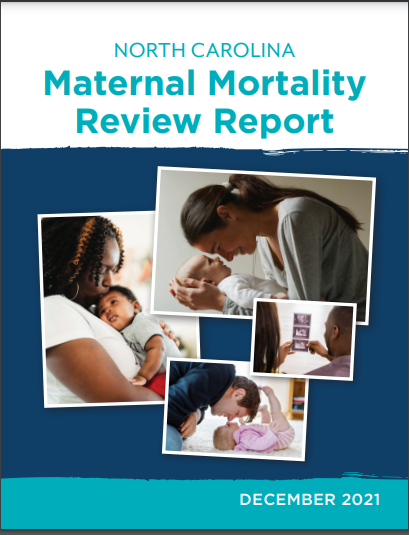 NORTH CAROLINA
Maternal Mortality
Review Report
DECEMBER 2021